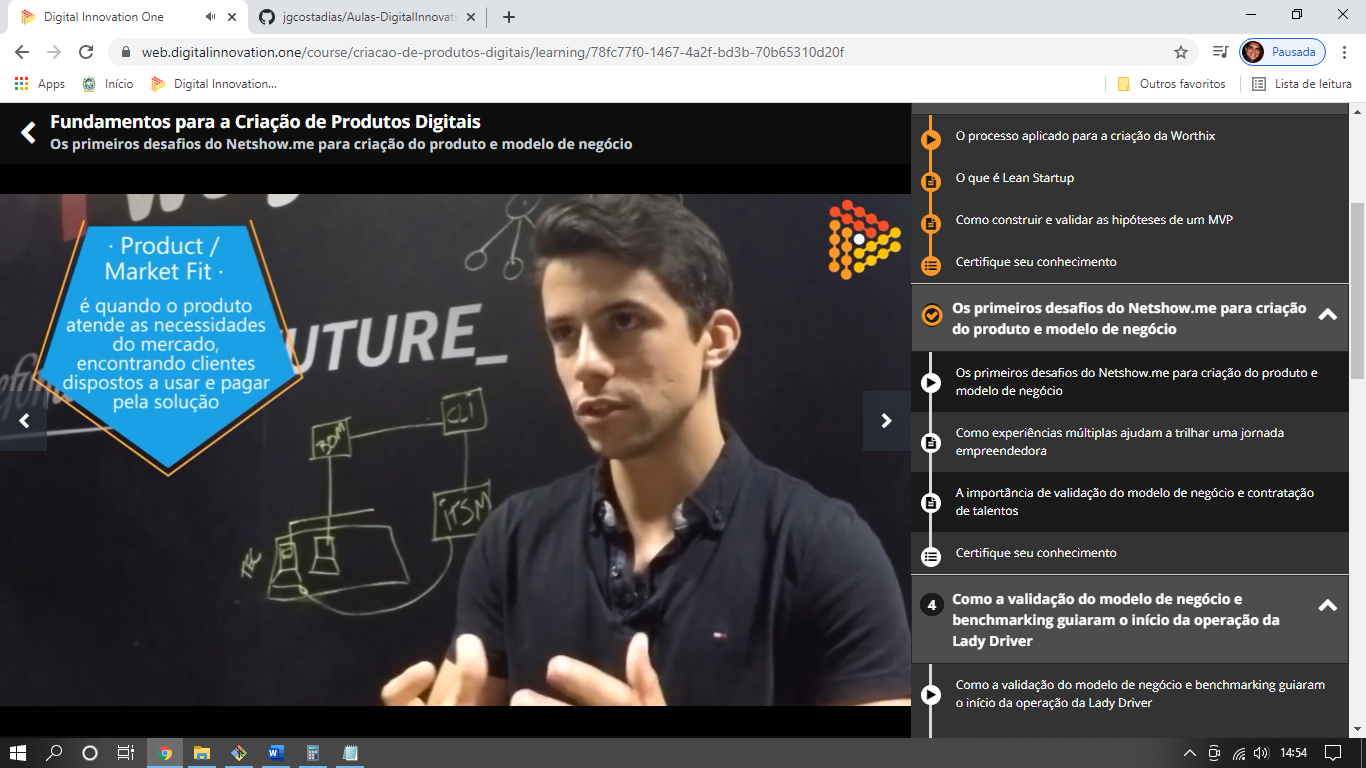 Digital Innovation One
jgcostadias/Aulas-DigitalInnovati
web.digitalinnovation.one/course/criacao-de-produtos-digitais/learning/78fc77f0-1467-4a2f-bd3b-70b65310d20f
Pausada
Apps
Início
Digital Innovation...
Outros favoritos
Lista de leitura
Fundamentos para a Criação de Produtos Digitais
Os primeiros desafios do Netshow.me para criação do produto e modelo de negócio
· Product /
Market Fit ·
é quando o produto
atende as necessidades
do mercado,
encontrando clientes
dispostos a usar e pagar
pela solução
FUTURE_
BDM
CLI
iTSM
TEC
O processo aplicado para a criação da Worthix
O que é Lean Startup
Como construir e validar as hipóteses de um MVP
Certifique seu conhecimento
Os primeiros desafios do Netshow.me para criação
do produto e modelo de negócio
Os primeiros desafios do Netshow.me para criação do produto e
modelo de negócio
Como experiências múltiplas ajudam a trilhar uma jornada
empreendedora
A importância de validação do modelo de negócio e contratação
de talentos
Certifique seu conhecimento
4
Como a validação do modelo de negócio e
benchmarking guiaram o início da operação da
Lady Driver
Como a validação do modelo de negócio e benchmarking guiaram
o início da operação da Lady Driver
14:54